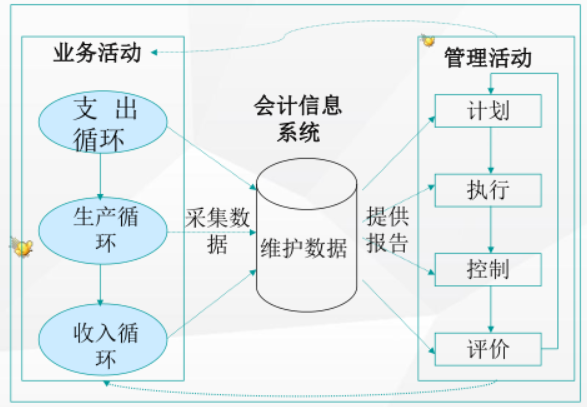 业务活动
支 出
循环
生产循
环
收入循
环
采集数
据
会计信息
系统
维护数据
提供
报告
管理活动
计划
执行
控制
评价